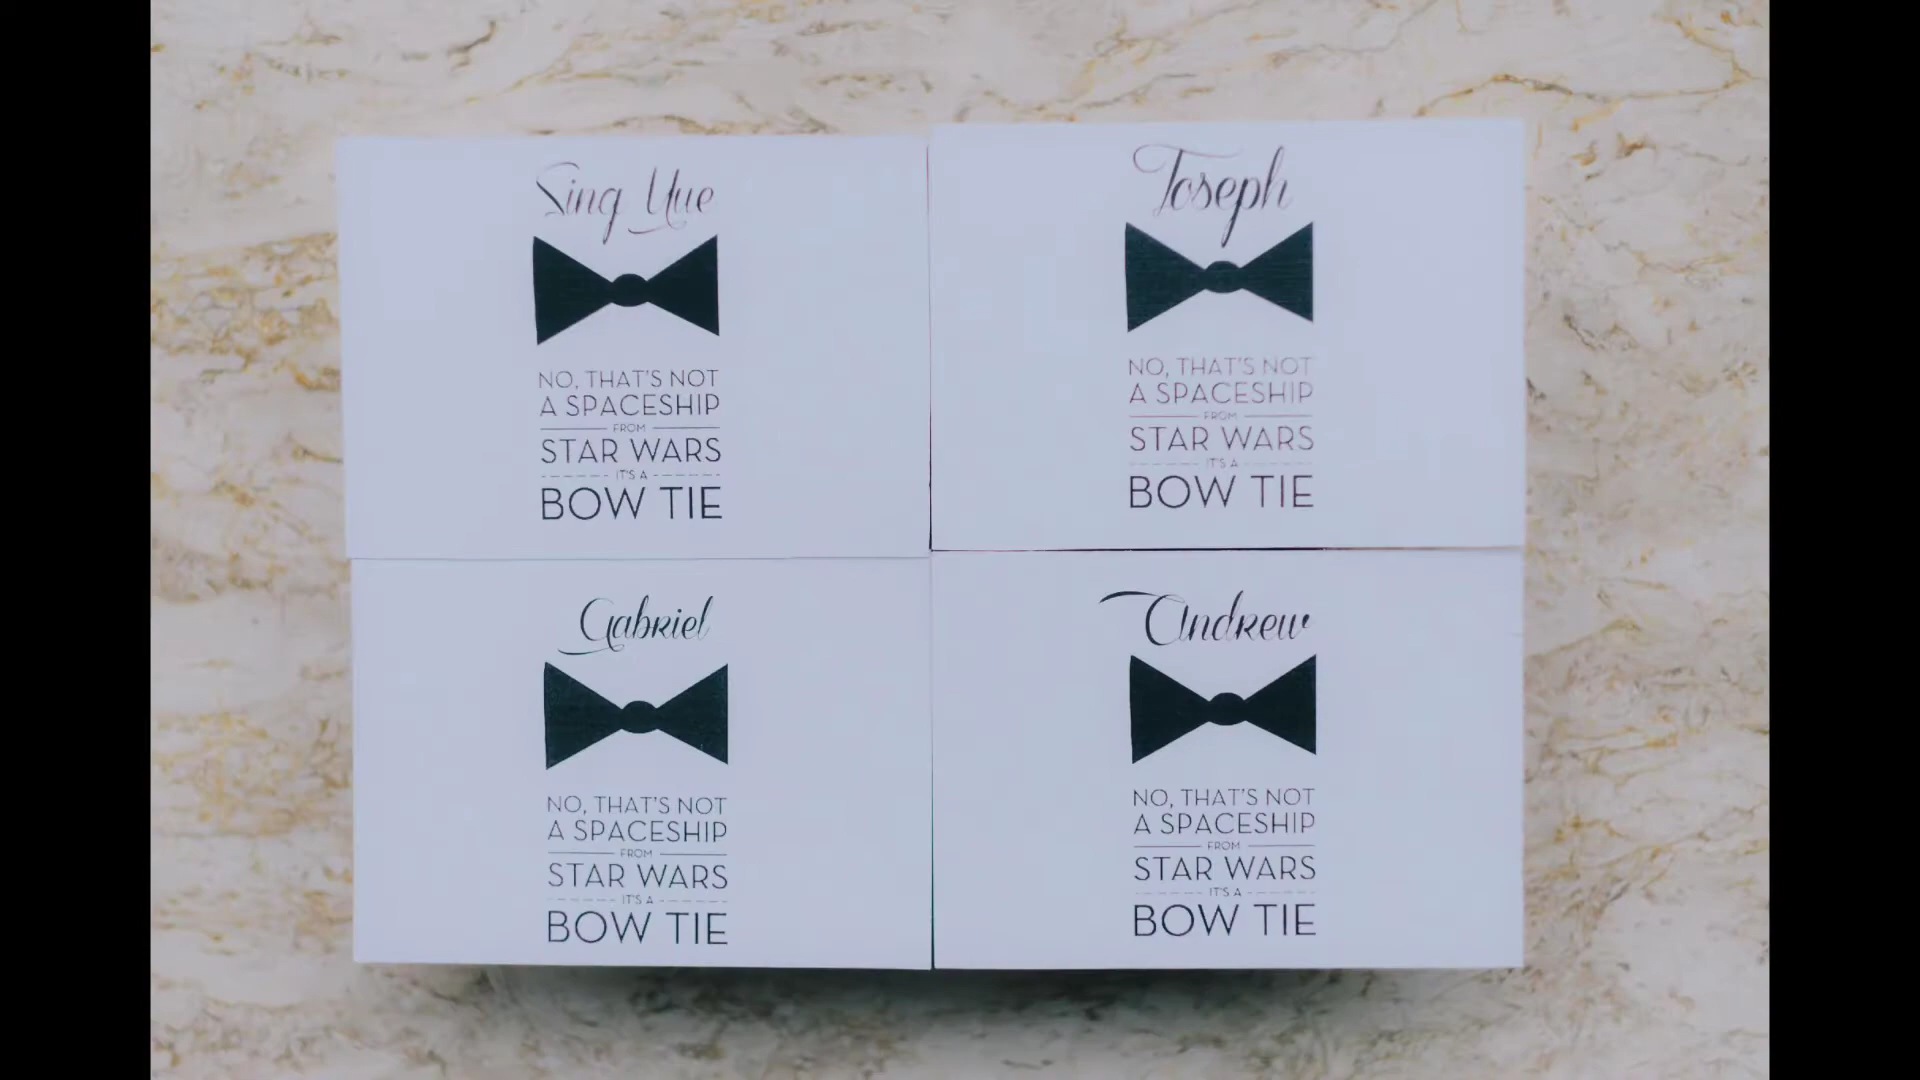 Sing Yue
NO, THAT'S NOT
A SPACESHIP
FROM
STAR WARS
IT'S A
BOW TIE
Joseph
NO, THAT'S NOT
A SPACESHIP
FROM
STAR WARS
IT'S A
BOW TIE
Gabriel
NO, THAT'S NOT
A SPACESHIP
FROM
STAR WARS
IT'S A
BOW TIE
Andrew
NO, THAT'S NOT
A SPACESHIP
FROM
STAR WARS
IT'S A
BOW TIE